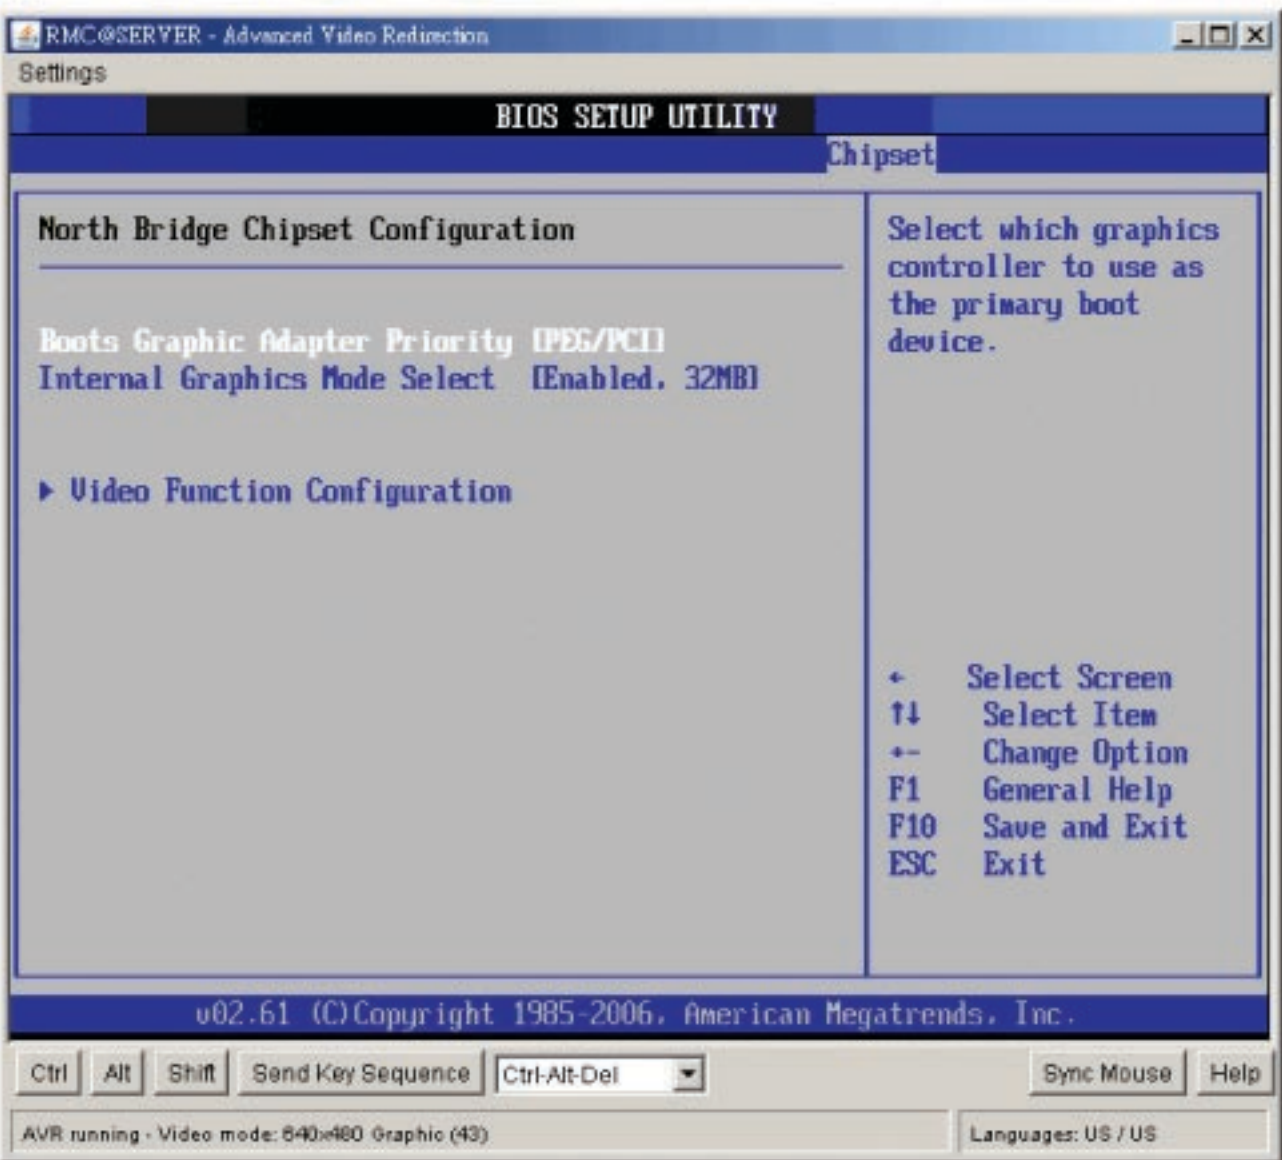 RMC@SERVER - Advanced Video Redirection
Settings
BIOS SETUP UTILITY
Chipset
North Bridge Chipset Configuration
Boots Graphic Adapter Priority [PEG/PCI]
Internal Graphics Mode Select [Enabled, 32MB]
▶ Video Function Configuration
Select which graphics
controller to use as
the primary boot
device.
← Select Screen
↑↓ Select Item
+- Change Option
F1 General Help
F10 Save and Exit
ESC Exit
v02.61 (C)Copyright 1985-2006, American Megatrends, Inc.
Ctrl Alt Shift Send Key Sequence Ctrl-Alt-Del Sync Mouse Help
AVR running - Video mode: 640x480 Graphic (43) Languages: US / US